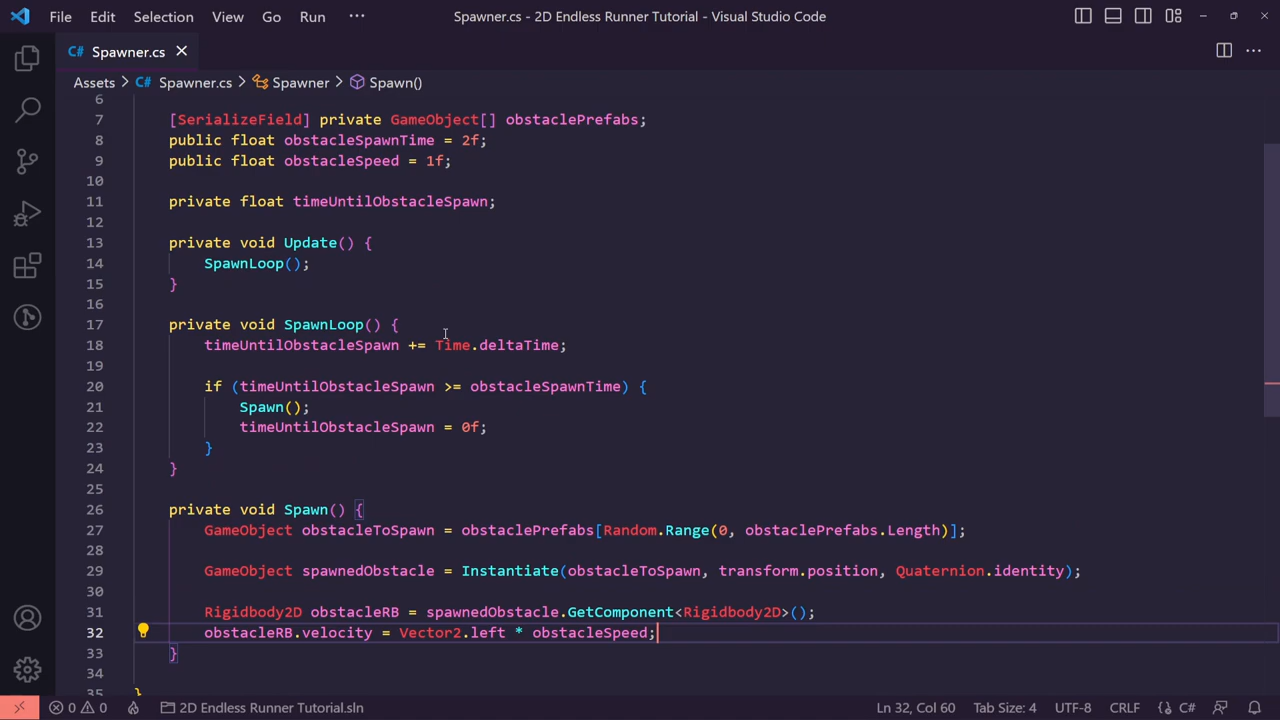 File Edit Selection View Go Run ··· Spawner.cs - 2D Endless Runner Tutorial - Visual Studio Code
C# Spawner.cs
Assets > C# Spawner.cs > Spawner > Spawn()
6
7 [SerializeField] private GameObject[] obstaclePrefabs;
8 public float obstacleSpawnTime = 2f;
9 public float obstacleSpeed = 1f;
10
11 private float timeUntilObstacleSpawn;
12
13 private void Update() {
14 SpawnLoop();
15 }
16
17 private void SpawnLoop() {
18 timeUntilObstacleSpawn += Time.deltaTime;
19
20 if (timeUntilObstacleSpawn >= obstacleSpawnTime) {
21 Spawn();
22 timeUntilObstacleSpawn = 0f;
23 }
24 }
25
26 private void Spawn() {
27 GameObject obstacleToSpawn = obstaclePrefabs[Random.Range(0, obstaclePrefabs.Length)];
28
29 GameObject spawnedObstacle = Instantiate(obstacleToSpawn, transform.position, Quaternion.identity);
30
31 Rigidbody2D obstacleRB = spawnedObstacle.GetComponent<Rigidbody2D>();
32 obstacleRB.velocity = Vector2.left * obstacleSpeed;
33 }
34
35 }
0 0 2D Endless Runner Tutorial.sln Ln 32, Col 60 Tab Size: 4 UTF-8 CRLF C#